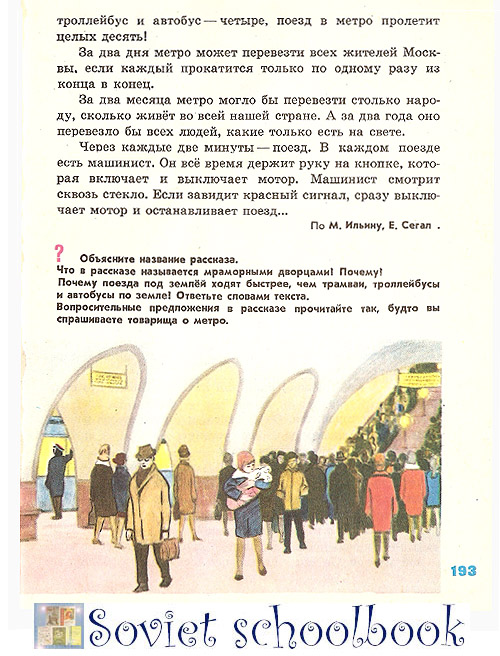 троллейбус и автобус — четыре, поезд в метро пролетит
целых десять!
За два дня метро может перевезти всех жителей Моск-
вы, если каждый прокатится только по одному разу из
конца в конец.
За два месяца метро могло бы перевезти столько наро-
ду, сколько живёт во всей нашей стране. А за два года оно
перевезло бы всех людей, какие только есть на свете.
Через каждые две минуты — поезд. В каждом поезде
есть машинист. Он всё время держит руку на кнопке, кото-
рая включает и выключает мотор. Машинист смотрит
сквозь стекло. Если завидит красный сигнал, сразу выклю-
чает мотор и останавливает поезд...
По М. Ильину, Е. Сегал .
? Объясните название рассказа.
Что в рассказе называется мраморными дворцами! Почему!
Почему поезда под землёй ходят быстрее, чем трамваи, троллейбусы
и автобусы по земле! Ответьте словами текста.
Вопросительные предложения в рассказе прочитайте так, будто вы
спрашиваете товарища о метро.
193
Soviet schoolbook